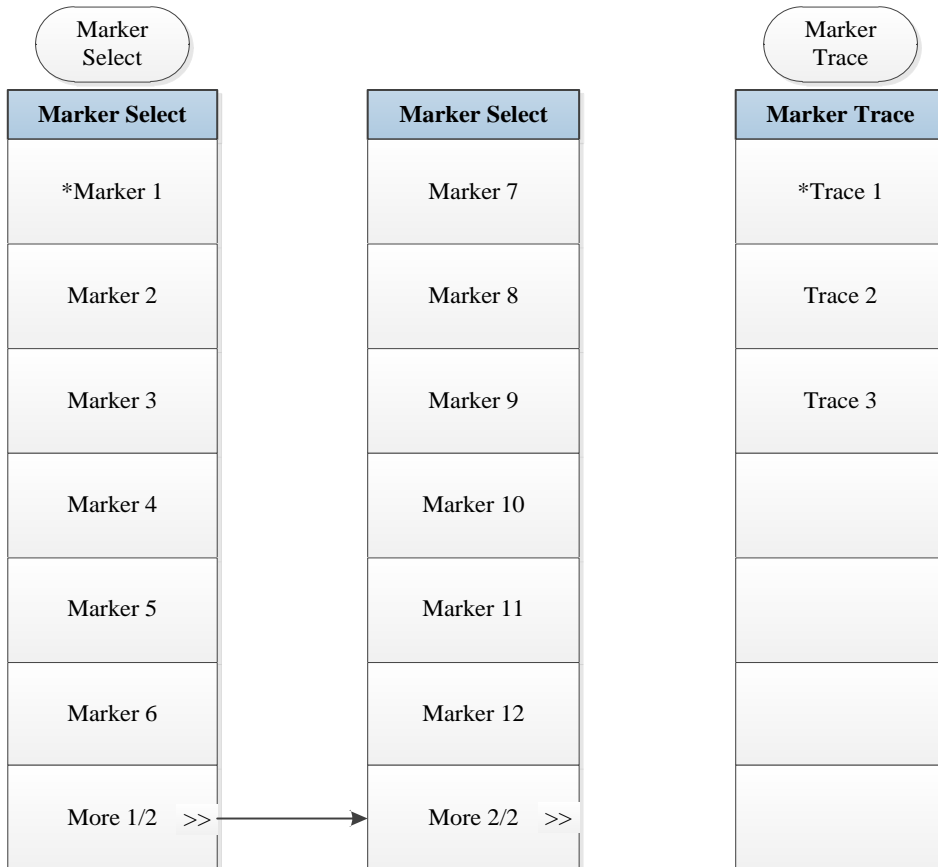 Marker
Select
Marker Select
*Marker 1
Marker 2
Marker 3
Marker 4
Marker 5
Marker 6
More 1/2 >>
Marker Select
Marker 7
Marker 8
Marker 9
Marker 10
Marker 11
Marker 12
More 2/2 >>
Marker
Trace
Marker Trace
*Trace 1
Trace 2
Trace 3